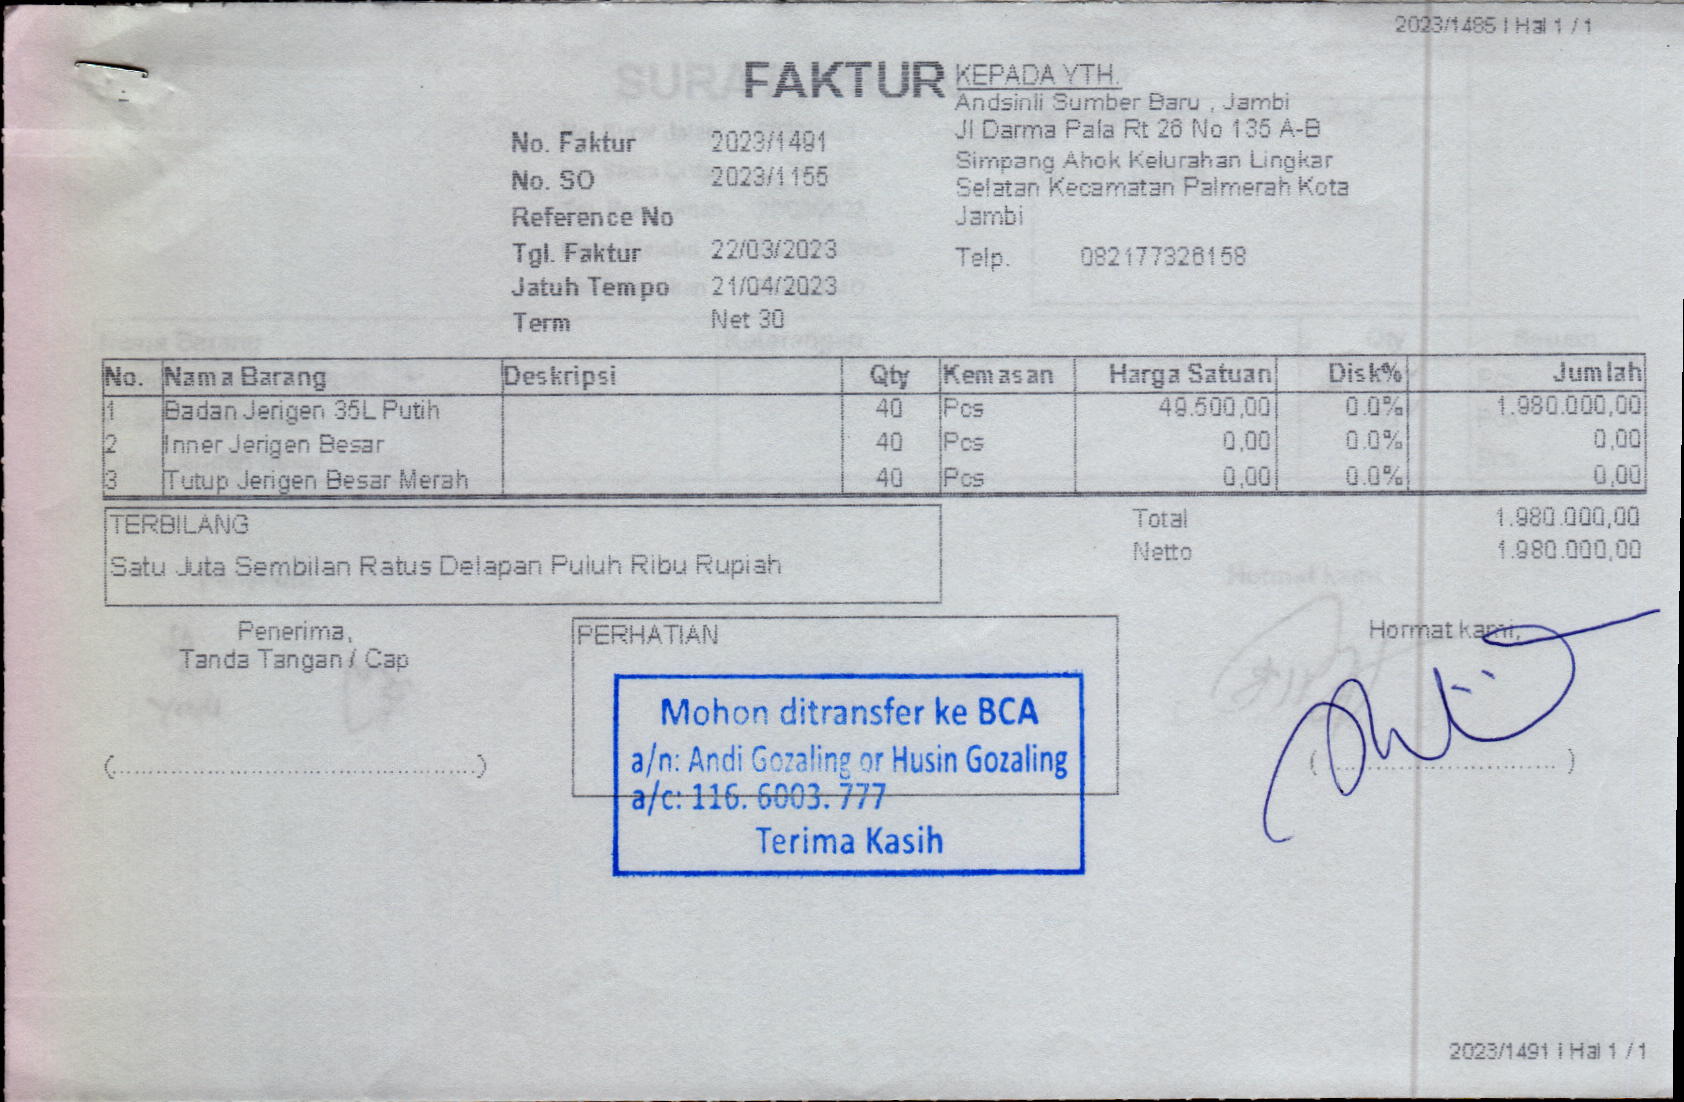 2023/1485 | Hal 1 / 1
FAKTUR
KEPADA YTH.
Andsinli Sumber Baru , Jambi
Jl Darma Pala Rt 26 No 135 A-B
Simpang Ahok Kelurahan Lingkar
Selatan Kecamatan Palmerah Kota
Jambi
Telp. 082177326158
No. Faktur 2023/1491
No. SO 2023/1155
Reference No
Tgl. Faktur 22/03/2023
Jatuh Tempo 21/04/2023
Term Net 30
No. Nama Barang Deskripsi Qty Kemasan Harga Satuan Disk% Jumlah
1 Badan Jerigen 35L Putih 40 Pcs 49.500,00 0.0% 1.980.000,00
2 Inner Jerigen Besar 40 Pcs 0,00 0.0% 0,00
3 Tutup Jerigen Besar Merah 40 Pcs 0,00 0.0% 0,00
TERBILANG
Satu Juta Sembilan Ratus Delapan Puluh Ribu Rupiah
Total 1.980.000,00
Netto 1.980.000,00
Penerima,
Tanda Tangan / Cap
(...............................................)
PERHATIAN
Mohon ditransfer ke BCA
a/n: Andi Gozaling or Husin Gozaling
a/c: 116. 6003. 777
Terima Kasih
Hormat kami,
(...............................)
2023/1491 | Hal 1 / 1